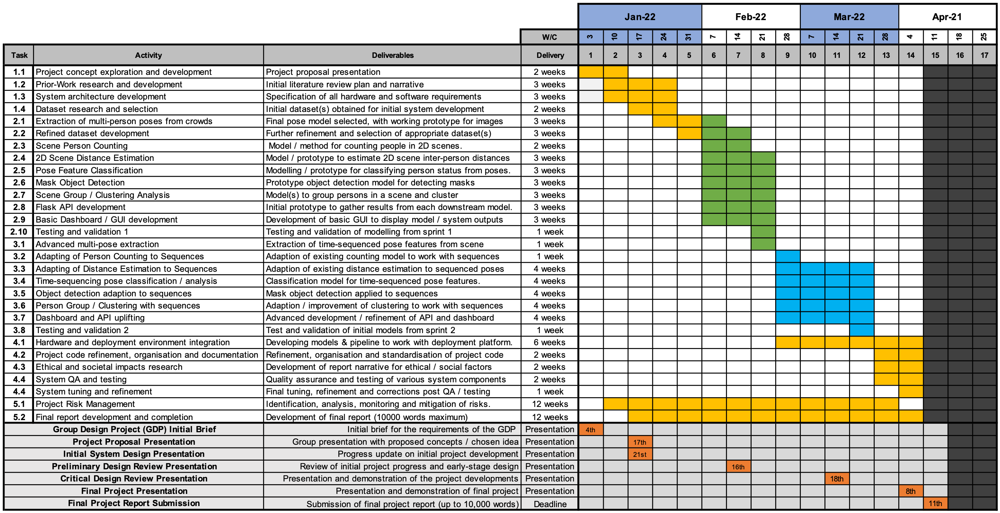 Jan-22 Feb-22 Mar-22 Apr-21
W/C 3 10 17 24 31 7 14 21 28 7 14 21 28 4 11 18 25
Task Activity Deliverables Delivery 1 2 3 4 5 6 7 8 9 10 11 12 13 14 15 16 17
1.1 Project concept exploration and development Project proposal presentation 2 weeks
1.2 Prior-Work research and development Initial literature review plan and narrative 3 weeks
1.3 System architecture development Specification of all hardware and software requirements 3 weeks
1.4 Dataset research and selection Initial dataset(s) obtained for initial system development 2 weeks
2.1 Extraction of multi-person poses from crowds Final pose model selected, with working prototype for images 3 weeks
2.2 Refined dataset development Further refinement and selection of appropriate dataset(s) 3 weeks
2.3 Scene Person Counting Model / method for counting people in 2D scenes. 2 weeks
2.4 2D Scene Distance Estimation Model / prototype to estimate 2D scene inter-person distances 3 weeks
2.5 Pose Feature Classification Modelling / prototype for classifying person status from poses. 3 weeks
2.6 Mask Object Detection Prototype object detection model for detecting masks 3 weeks
2.7 Scene Group / Clustering Analysis Model(s) to group persons in a scene and cluster 3 weeks
2.8 Flask API development Initial prototype to gather results from each downstream model. 3 weeks
2.9 Basic Dashboard / GUI development Development of basic GUI to display model / system outputs 3 weeks
2.10 Testing and validation 1 Testing and validation of modelling from sprint 1 1 week
3.1 Advanced multi-pose extraction Extraction of time-sequenced pose features from scene 1 week
3.2 Adapting of Person Counting to Sequences Adaption of existing counting model to work with sequences 1 week
3.3 Adapting of Distance Estimation to Sequences Adaption of existing distance estimation to sequenced poses 4 weeks
3.4 Time-sequencing pose classification / analysis Classification model for time-sequenced pose features. 4 weeks
3.5 Object detection adaption to sequences Mask object detection applied to sequences 4 weeks
3.6 Person Group / Clustering with sequences Adaption / improvement of clustering to work with sequences 4 weeks
3.7 Dashboard and API uplifting Advanced development / refinement of API and dashboard 4 weeks
3.8 Testing and validation 2 Test and validation of initial models from sprint 2 1 week
4.1 Hardware and deployment environment integration Developing models & pipeline to work with deployment platform. 6 weeks
4.2 Project code refinement, organisation and documentation Refinement, organisation and standardisation of project code 2 weeks
4.3 Ethical and societal impacts research Development of report narrative for ethical / social factors 2 weeks
4.4 System QA and testing Quality assurance and testing of various system components 2 weeks
4.4 System tuning and refinement Final tuning, refinement and corrections post QA / testing 1 week
5.1 Project Risk Management Identification, analysis, monitoring and mitigation of risks. 12 weeks
5.2 Final report development and completion Development of final report (10000 words maximum) 12 weeks
Group Design Project (GDP) Initial Brief Initial brief for the requirements of the GDP Presentation 4th
Project Proposal Presentation Group presentation with proposed concepts / chosen idea Presentation 17th
Initial System Design Presentation Progress update on initial project development Presentation 21st
Preliminary Design Review Presentation Review of initial project progress and early-stage design Presentation 16th
Critical Design Review Presentation Presentation and demonstration of the project developments Presentation 18th
Final Project Presentation Presentation and demonstration of final project Presentation 8th
Final Project Report Submission Submission of final project report (up to 10,000 words) Deadline 11th